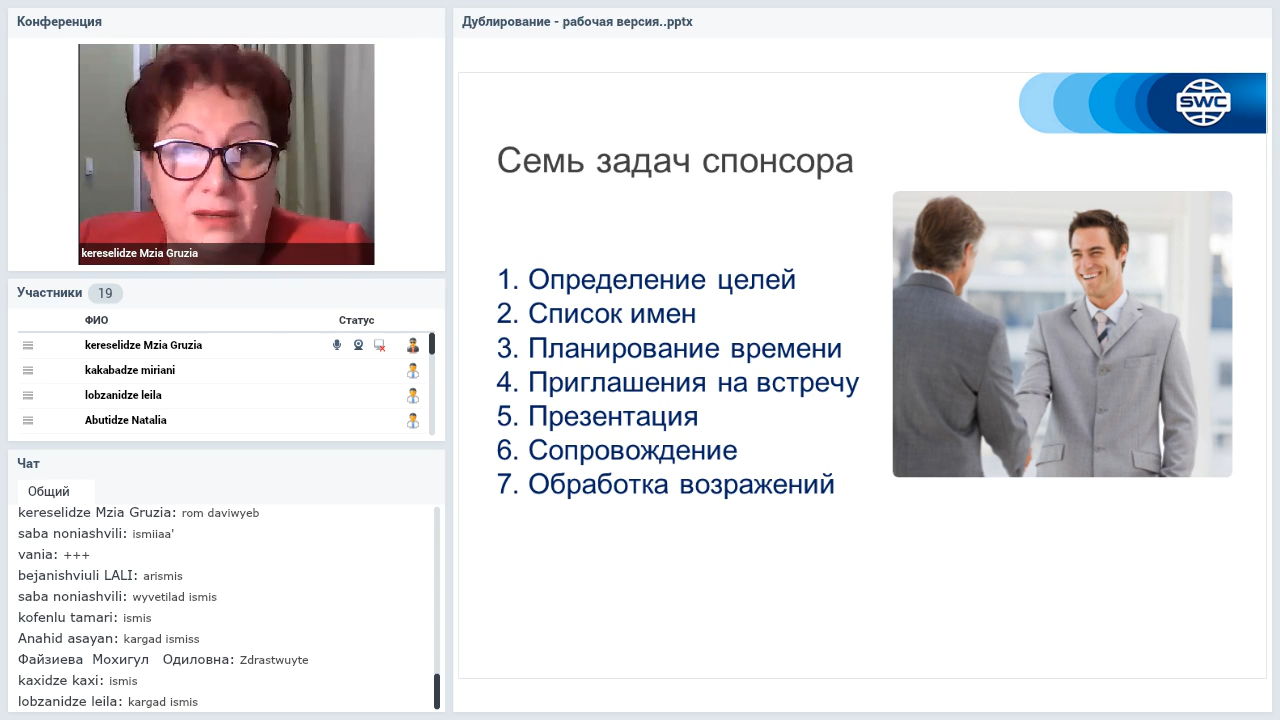 Конференция
kereselidze Mzia Gruzia
Участники 19
ФИО Статус
kereselidze Mzia Gruzia
kakabadze miriani
lobzanidze leila
Abutidze Natalia
Чат
Общий
kereselidze Mzia Gruzia: rom daviwyeb
saba noniashvili: ismiiaa'
vania: +++
bejanishviuli LALI: arismis
saba noniashvili: wyvetilad ismis
kofenlu tamari: ismis
Anahid asayan: kargad ismiss
Файзиева Мохигул Одиловна: Zdrastwuyte
kaxidze kaxi: ismis
lobzanidze leila: kargad ismis
Дублирование - рабочая версия..pptx
SWC
Семь задач спонсора
1. Определение целей
2. Список имен
3. Планирование времени
4. Приглашения на встречу
5. Презентация
6. Сопровождение
7. Обработка возражений